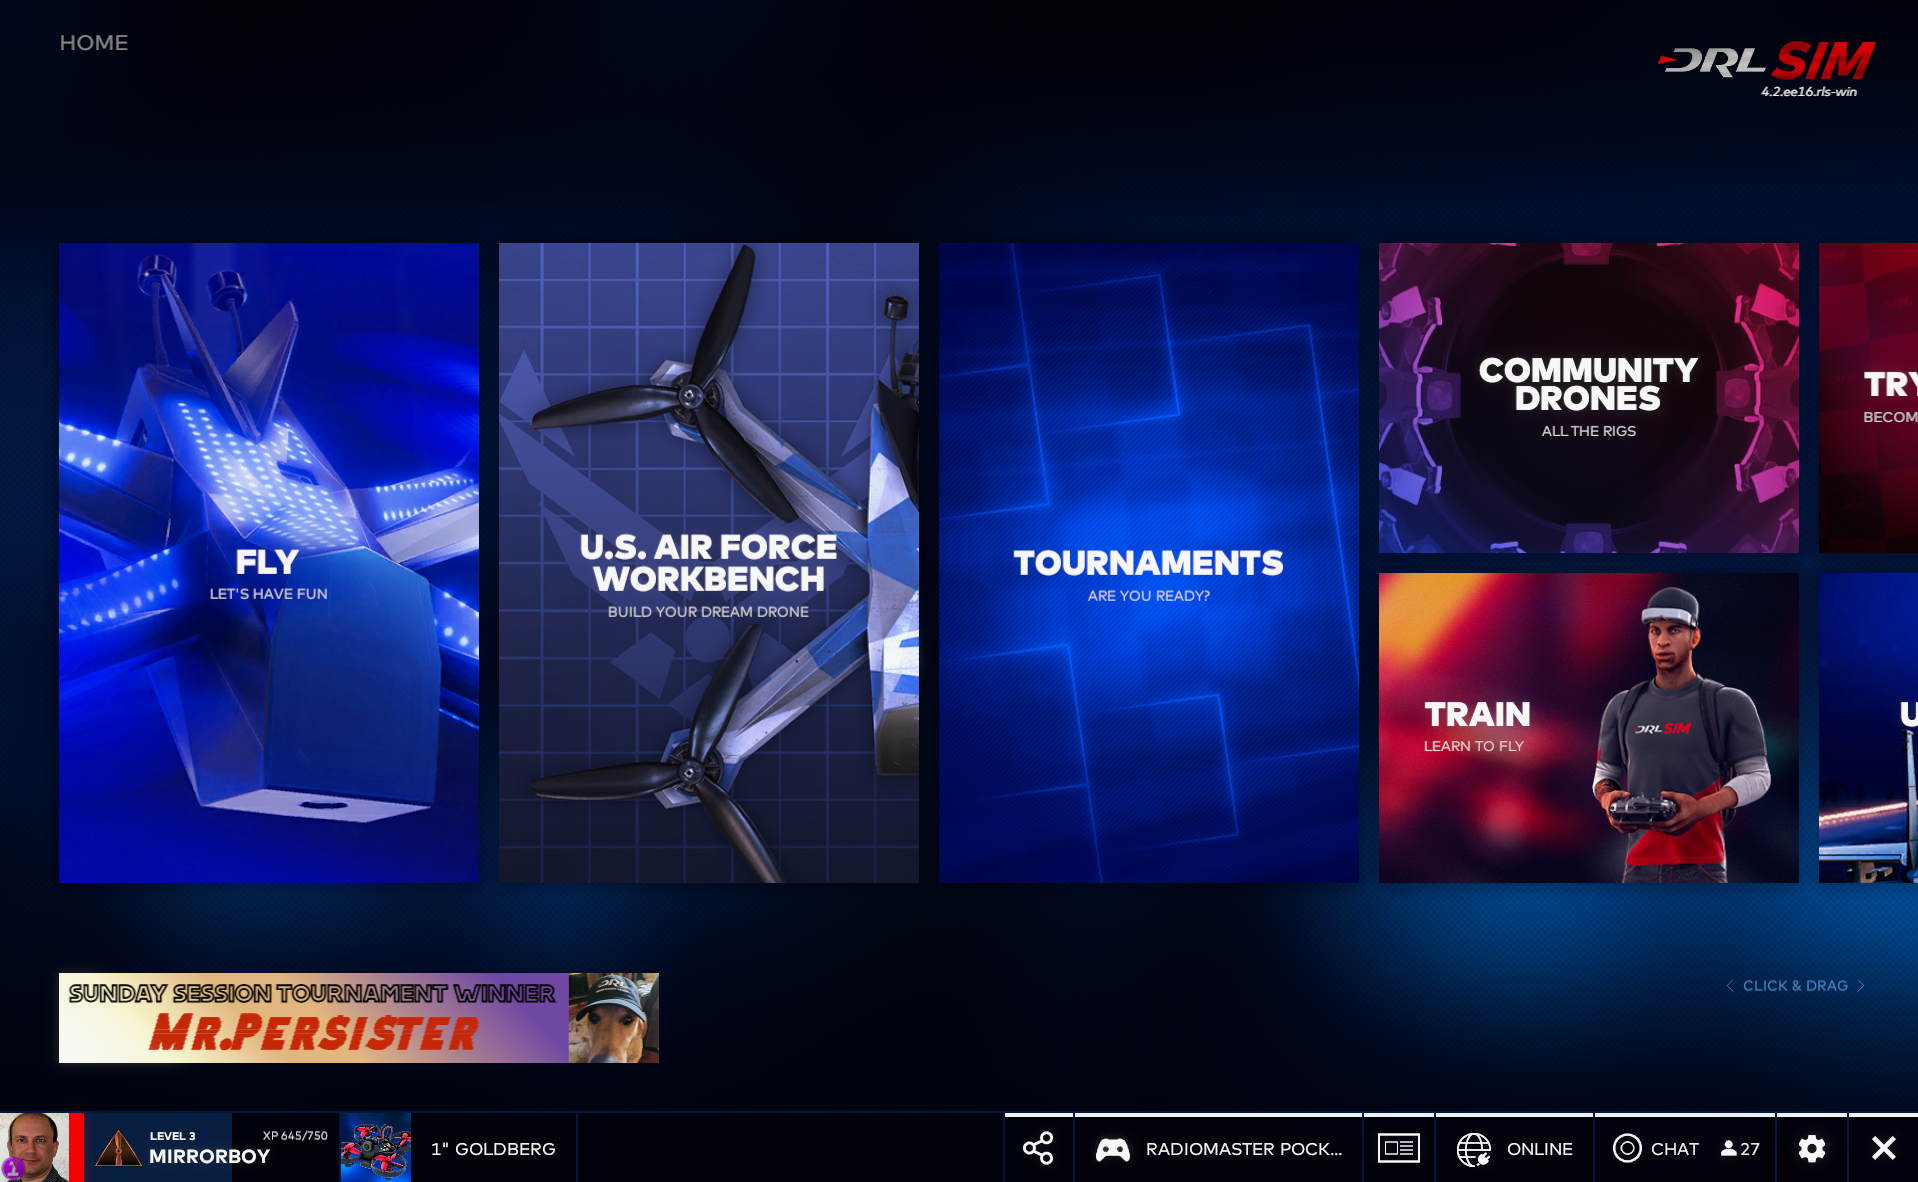 HOME
DRL SIM
4.2.ee16.rls-win
FLY
LET'S HAVE FUN
U.S. AIR FORCE
WORKBENCH
BUILD YOUR DREAM DRONE
TOURNAMENTS
ARE YOU READY?
COMMUNITY
DRONES
ALL THE RIGS
TRY
BECOM
TRAIN
LEARN TO FLY
DRL SIM
U
SUNDAY SESSION TOURNAMENT WINNER
MR.PERSISTER
DRL
< CLICK & DRAG >
1
LEVEL 3
XP 645/750
MIRRORBOY
1" GOLDBERG
RADIOMASTER POCK...
ONLINE
CHAT
27